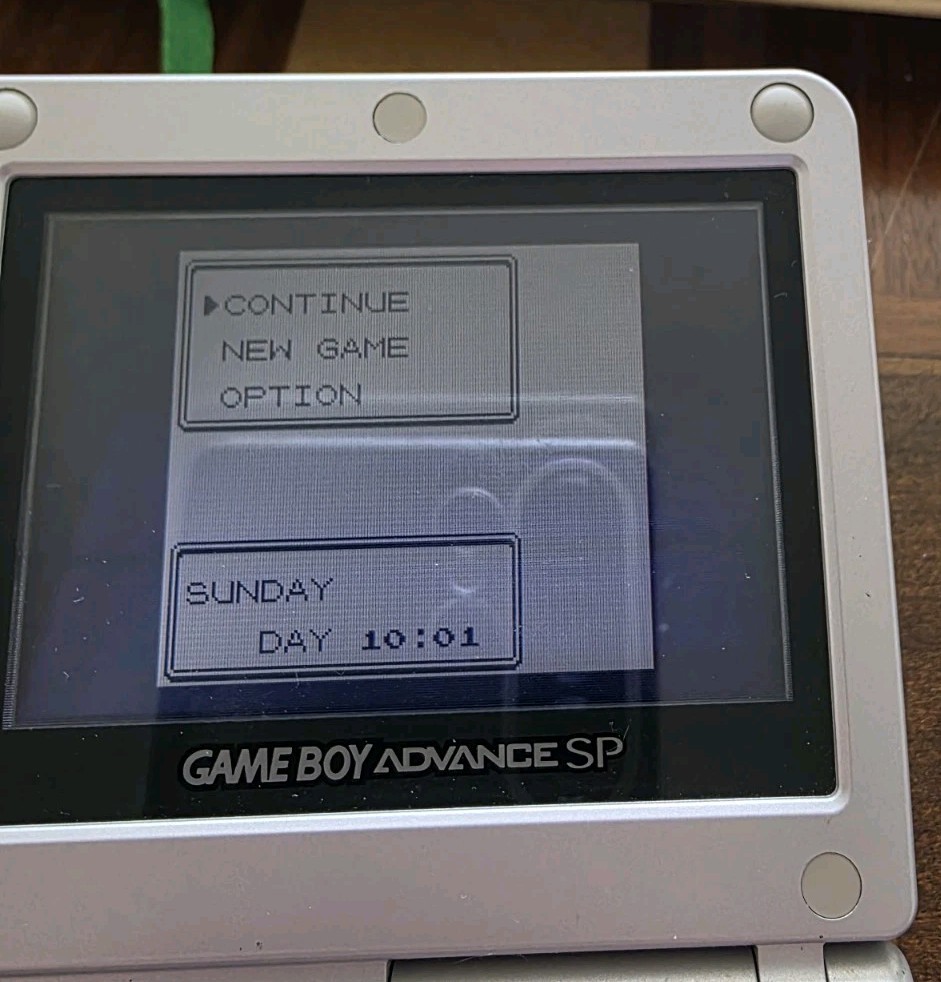 ▶CONTINUE
NEW GAME
OPTION
SUNDAY
DAY 10:01
GAME BOY ADVANCE SP